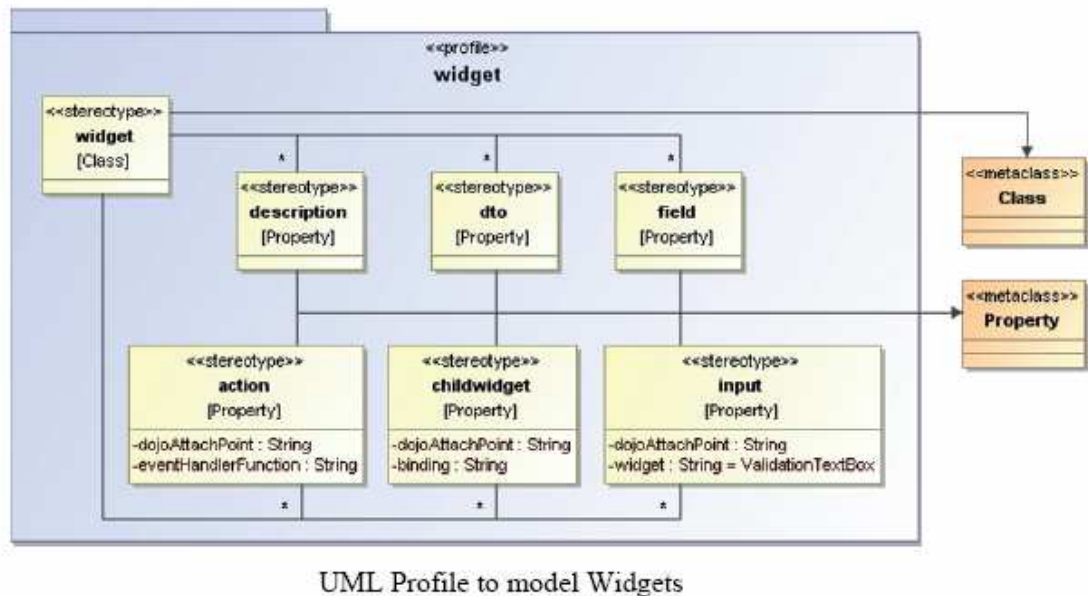 <<profile>>
widget
<<stereotype>>
widget
[Class]
*
*
*
<<stereotype>>
description
[Property]
<<stereotype>>
dto
[Property]
<<stereotype>>
field
[Property]
<<metaclass>>
Class
<<metaclass>>
Property
<<stereotype>>
action
[Property]
-dojoAttachPoint : String
-eventHandlerFunction : String
<<stereotype>>
childwidget
[Property]
-dojoAttachPoint : String
-binding : String
<<stereotype>>
input
[Property]
-dojoAttachPoint : String
-widget : String = ValidationTextBox
*
*
*
UML Profile to model Widgets